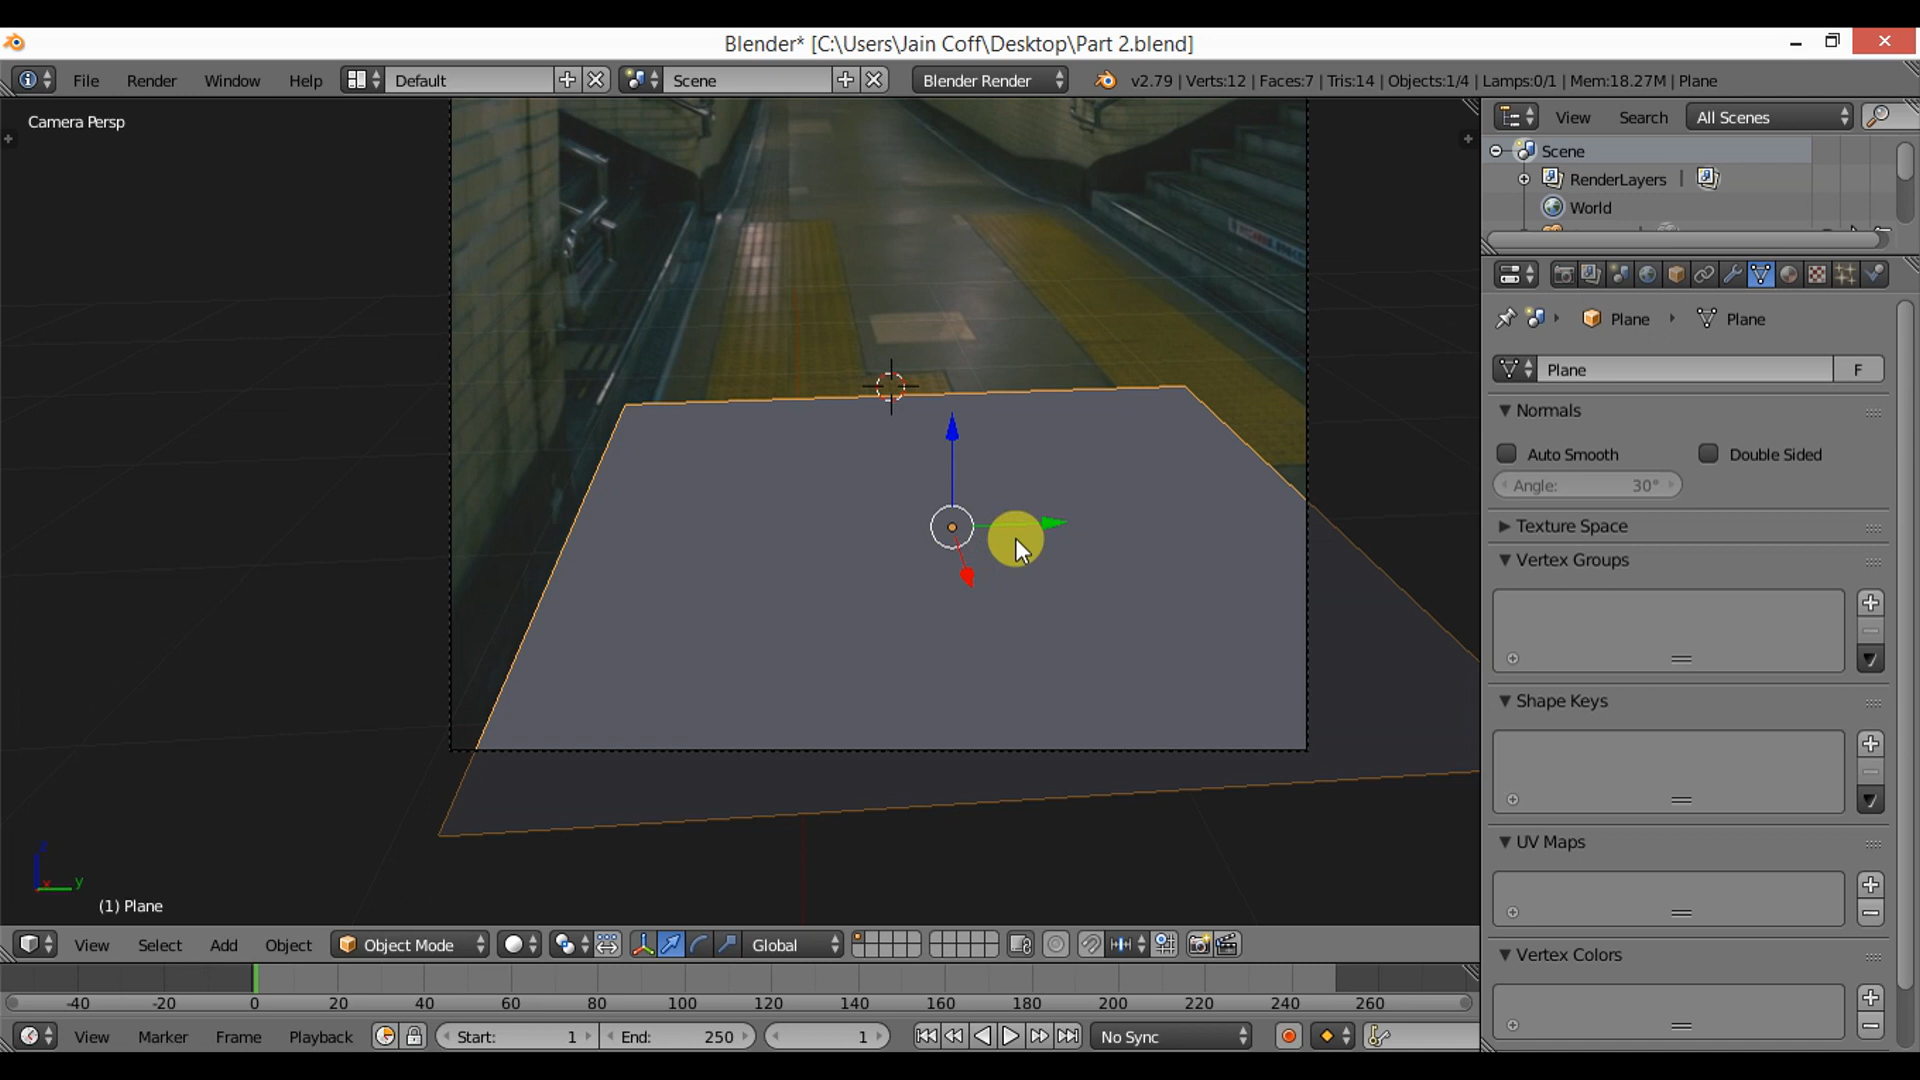 Blender* [C:\Users\Jain Coff\Desktop\Part 2.blend]
File Render Window Help Default Scene Blender Render v2.79 | Verts:12 | Faces:7 | Tris:14 | Objects:1/4 | Lamps:0/1 | Mem:18.27M | Plane
Camera Persp
View Search All Scenes
Scene
RenderLayers
World
Plane Plane
Plane F
Normals
Auto Smooth Double Sided
Angle: 30°
Texture Space
Vertex Groups
Shape Keys
UV Maps
Vertex Colors
z
x y
(1) Plane
View Select Add Object Object Mode Global
-40 -20 0 20 40 60 80 100 120 140 160 180 200 220 240 260
View Marker Frame Playback Start: 1 End: 250 1 No Sync